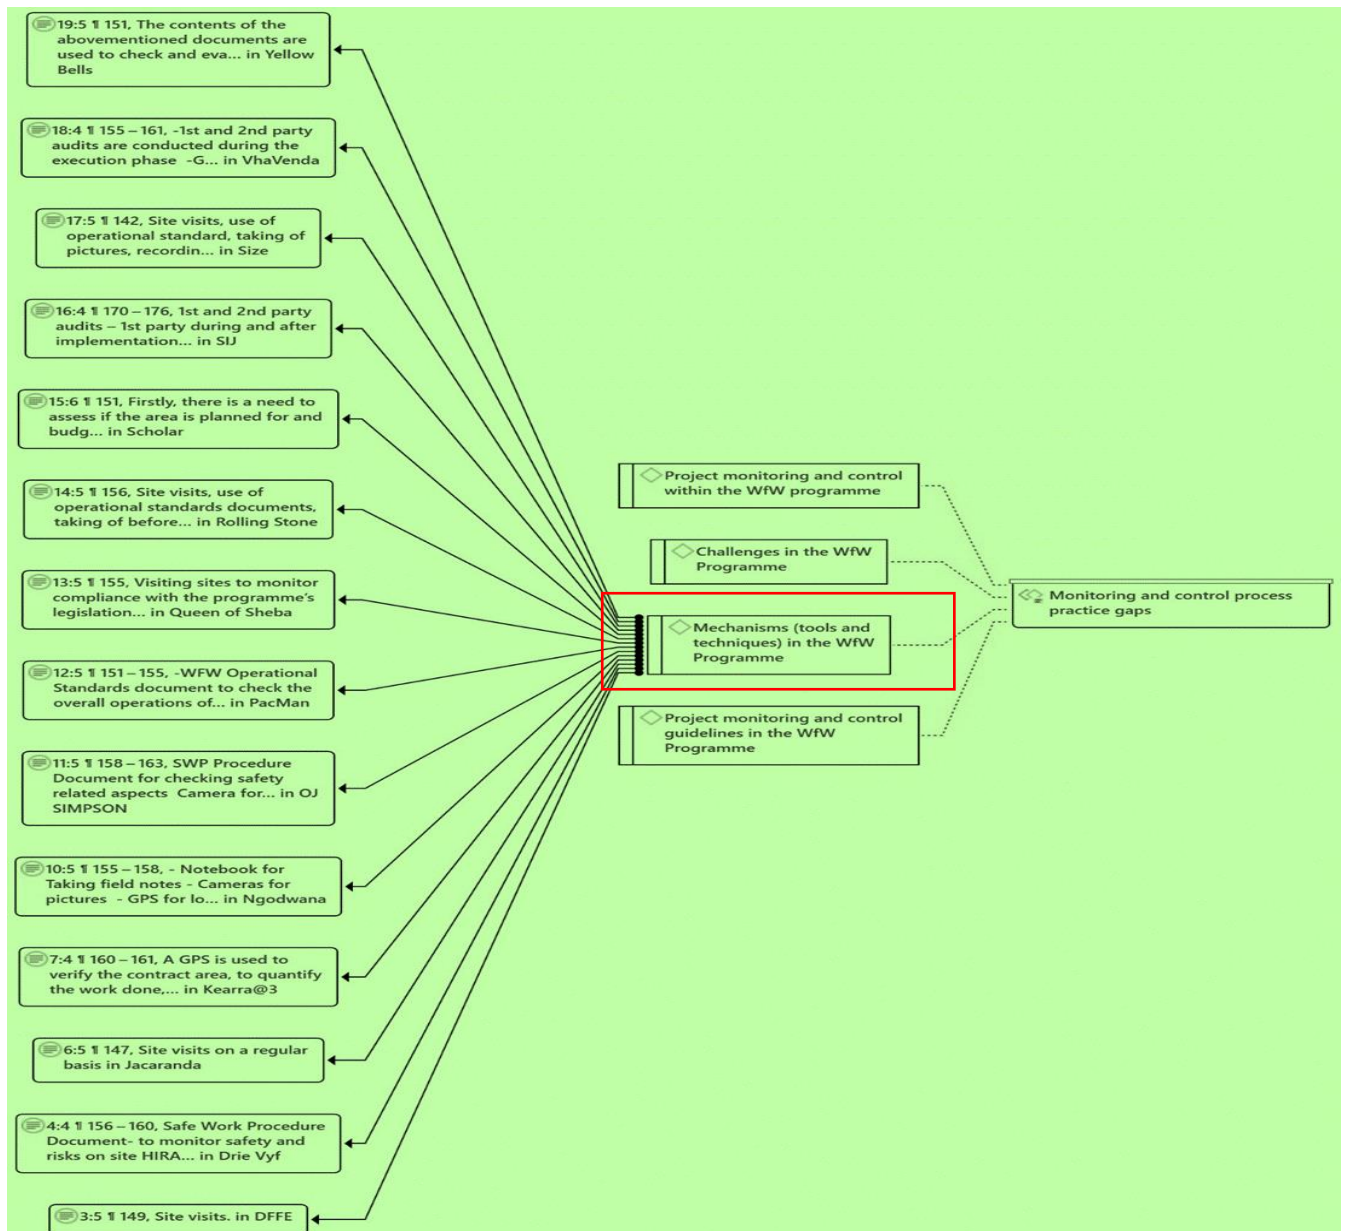 19:5 ¶ 151, The contents of the
abovementioned documents are
used to check and eva... in Yellow
Bells
18:4 ¶ 155 – 161, -1st and 2nd party
audits are conducted during the
execution phase -G... in VhaVenda
17:5 ¶ 142, Site visits, use of
operational standard, taking of
pictures, recordin... in Size
16:4 ¶ 170 – 176, 1st and 2nd party
audits – 1st party during and after
implementation... in SIJ
15:6 ¶ 151, Firstly, there is a need to
assess if the area is planned for and
budg... in Scholar
14:5 ¶ 156, Site visits, use of
operational standards documents,
taking of before... in Rolling Stone
13:5 ¶ 155, Visiting sites to monitor
compliance with the programme's
legislation... in Queen of Sheba
12:5 ¶ 151 – 155, -WFW Operational
Standards document to check the
overall operations of... in PacMan
11:5 ¶ 158 – 163, SWP Procedure
Document for checking safety
related aspects Camera for... in OJ
SIMPSON
10:5 ¶ 155 – 158, - Notebook for
Taking field notes - Cameras for
pictures - GPS for lo... in Ngodwana
7:4 ¶ 160 – 161, A GPS is used to
verify the contract area, to quantify
the work done,... in Kearra@3
6:5 ¶ 147, Site visits on a regular
basis in Jacaranda
4:4 ¶ 156 – 160, Safe Work Procedure
Document- to monitor safety and
risks on site HIRA... in Drie Vyf
3:5 ¶ 149, Site visits. in DFFE
Project monitoring and control
within the WfW programme
Challenges in the WfW
Programme
Mechanisms (tools and
techniques) in the WfW
Programme
Project monitoring and control
guidelines in the WfW
Programme
Monitoring and control process
practice gaps